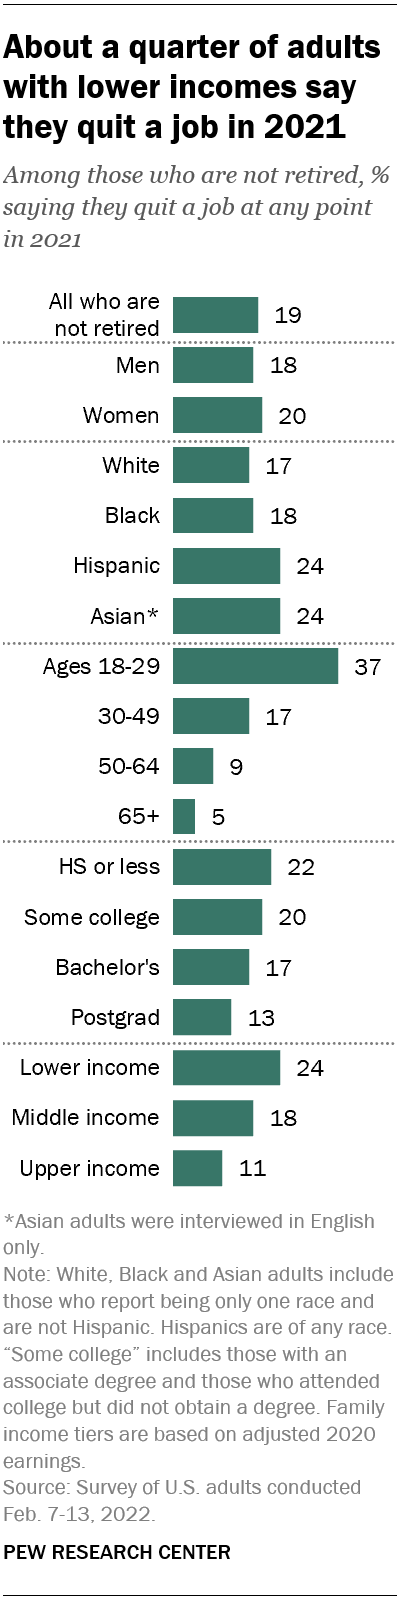 About a quarter of adults
with lower incomes say
they quit a job in 2021
Among those who are not retired, %
saying they quit a job at any point
in 2021
All who are
not retired 19
Men 18
Women 20
White 17
Black 18
Hispanic 24
Asian* 24
Ages 18-29 37
30-49 17
50-64 9
65+ 5
HS or less 22
Some college 20
Bachelor's 17
Postgrad 13
Lower income 24
Middle income 18
Upper income 11
*Asian adults were interviewed in English
only.
Note: White, Black and Asian adults include
those who report being only one race and
are not Hispanic. Hispanics are of any race.
“Some college” includes those with an
associate degree and those who attended
college but did not obtain a degree. Family
income tiers are based on adjusted 2020
earnings.
Source: Survey of U.S. adults conducted
Feb. 7-13, 2022.
PEW RESEARCH CENTER